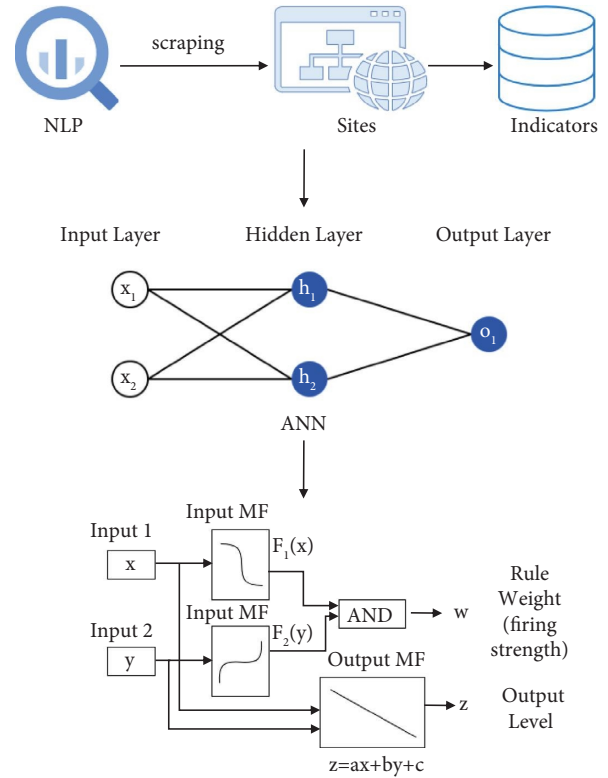 scraping
NLP
Sites
Indicators
Input Layer
Hidden Layer
Output Layer
x₁
h₁
o₁
x₂
h₂
ANN
Input MF
Input 1
F₁(x)
x
Rule
Weight
(firing
strength)
AND
w
Input MF
Input 2
F₂(y)
y
Output MF
z
Output
Level
z=ax+by+c